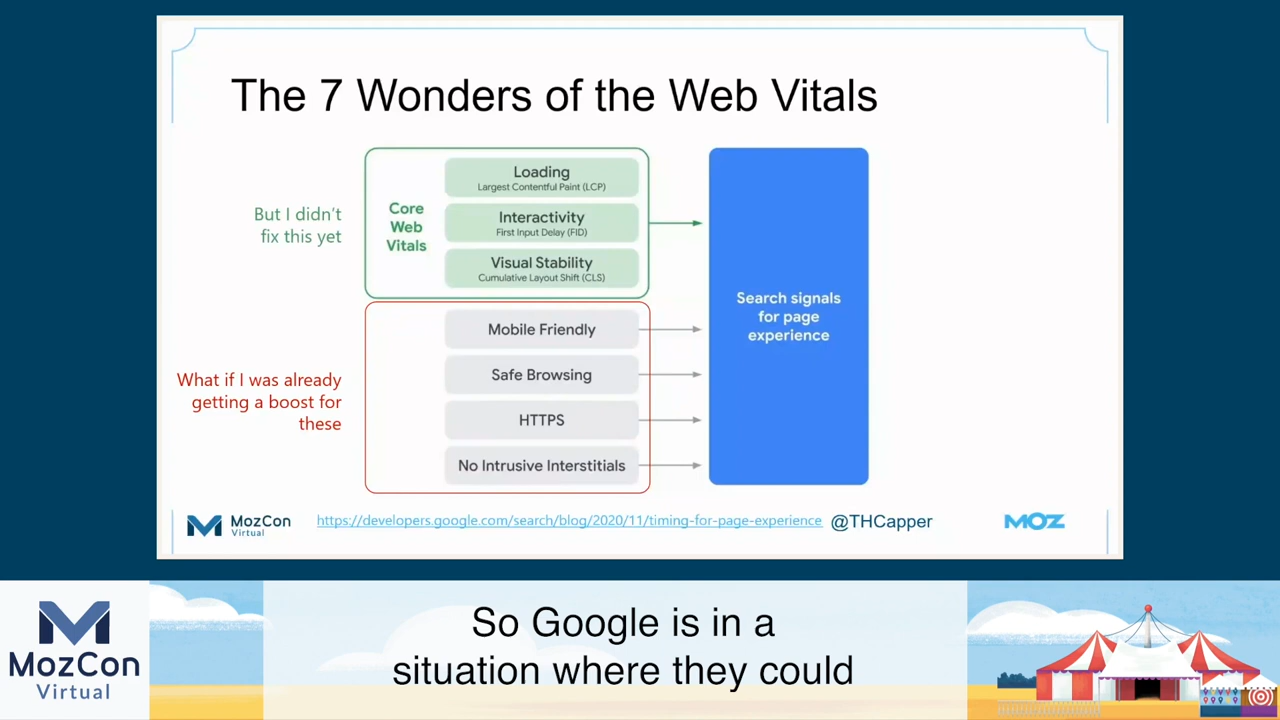 The 7 Wonders of the Web Vitals
But I didn't
fix this yet
Core
Web
Vitals
Loading
Largest Contentful Paint (LCP)
Interactivity
First Input Delay (FID)
Visual Stability
Cumulative Layout Shift (CLS)
What if I was already
getting a boost for
these
Mobile Friendly
Safe Browsing
HTTPS
No Intrusive Interstitials
Search signals
for page
experience
MozCon
Virtual
https://developers.google.com/search/blog/2020/11/timing-for-page-experience @THCapper
MOZ
MozCon
Virtual
So Google is in a
situation where they could